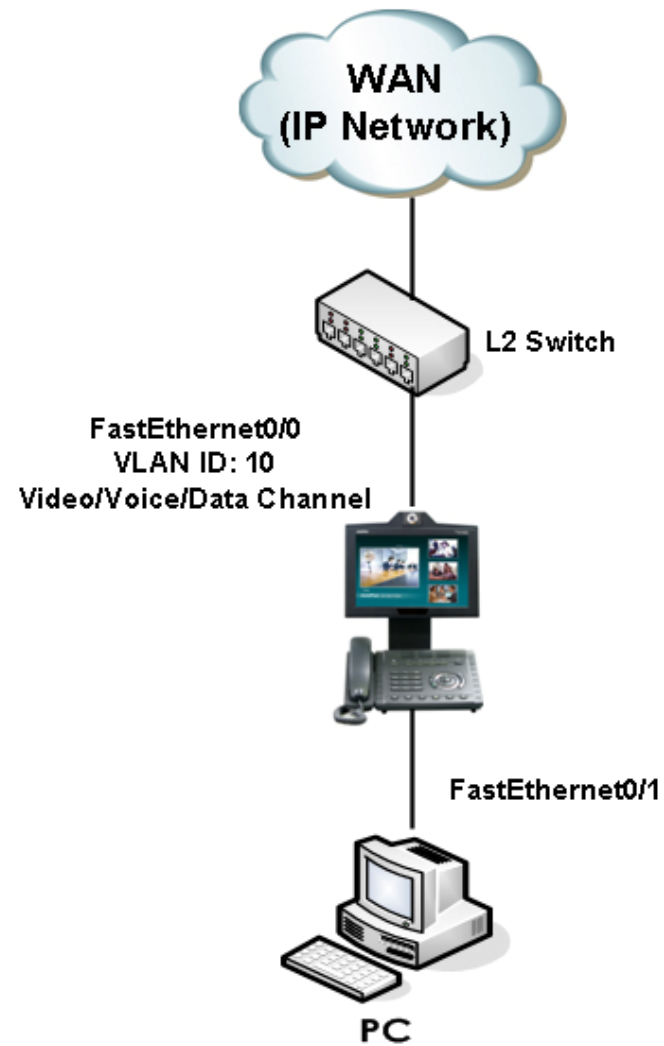 WAN
(IP Network)
L2 Switch
FastEthernet0/0
VLAN ID: 10
Video/Voice/Data Channel
FastEthernet0/1
PC